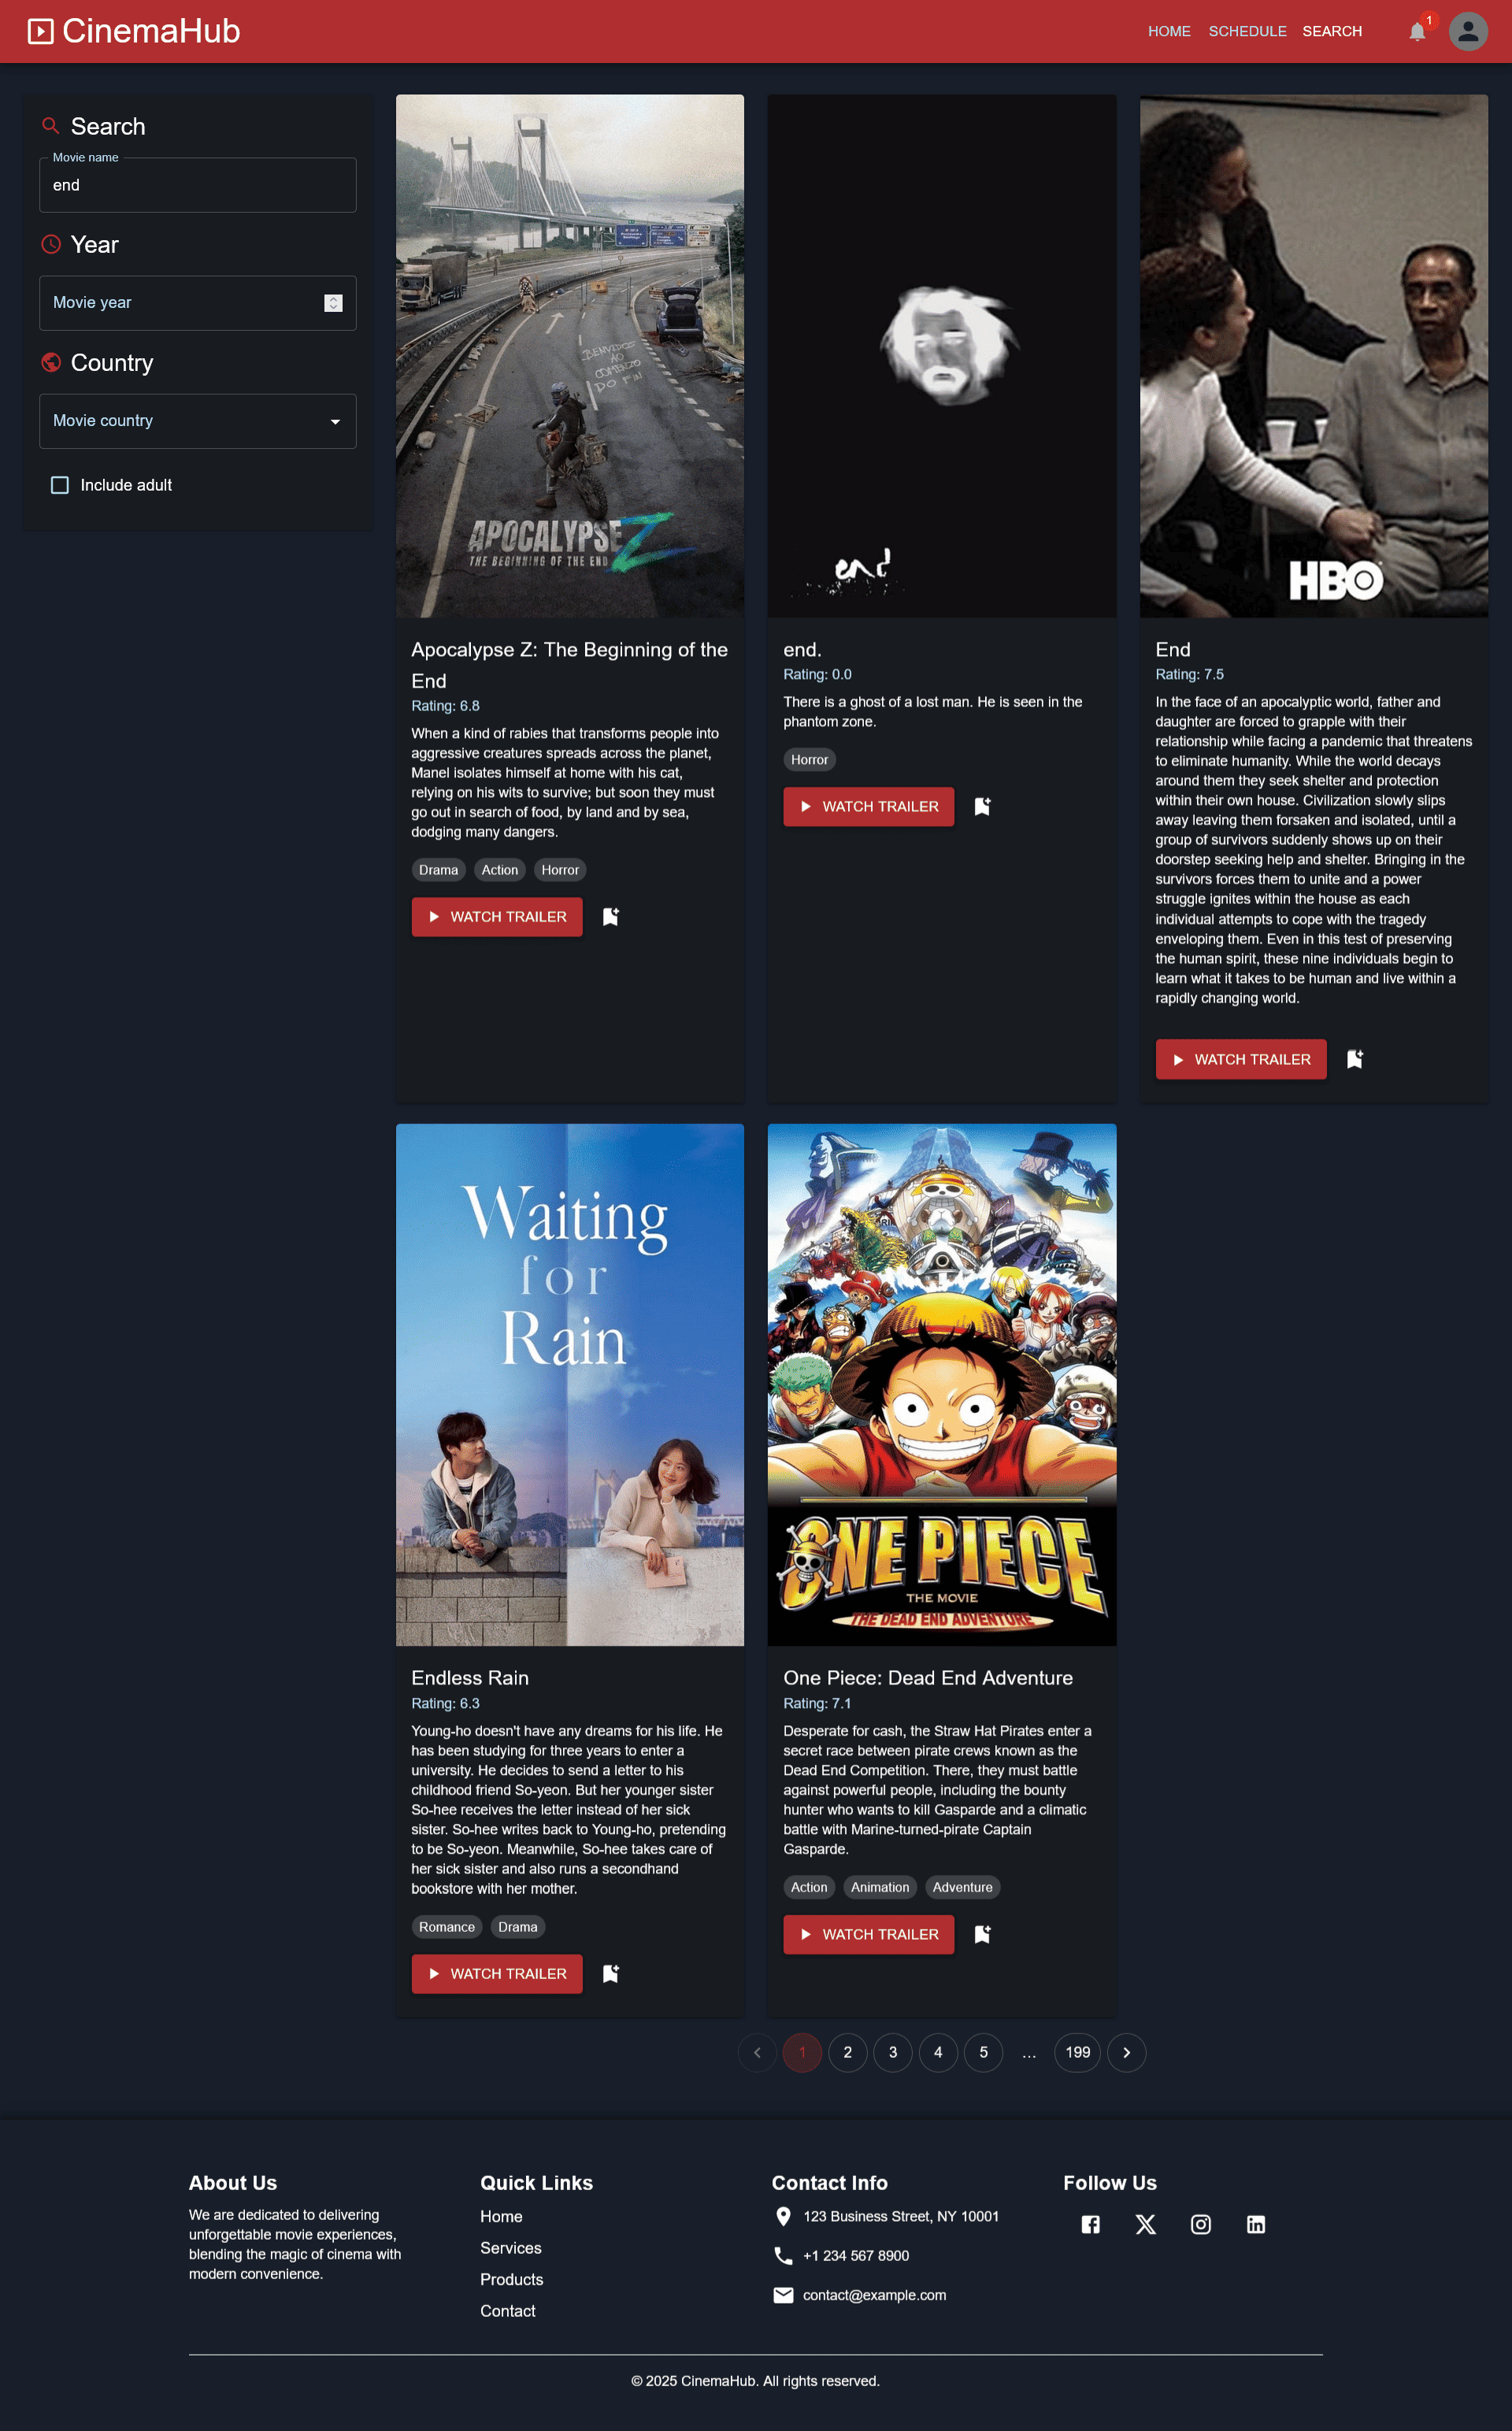 CinemaHub
HOME SCHEDULE SEARCH
1
Search
Movie name
end
Year
Movie year
Country
Movie country
Include adult
BENVIDOS
AO
COMENZO
DO FIN
APOCALYPSE Z
THE BEGINNING OF THE END
Apocalypse Z: The Beginning of the
End
Rating: 6.8
When a kind of rabies that transforms people into
aggressive creatures spreads across the planet,
Manel isolates himself at home with his cat,
relying on his wits to survive; but soon they must
go out in search of food, by land and by sea,
dodging many dangers.
Drama Action Horror
WATCH TRAILER
end
end.
Rating: 0.0
There is a ghost of a lost man. He is seen in the
phantom zone.
Horror
WATCH TRAILER
HBO
End
Rating: 7.5
In the face of an apocalyptic world, father and
daughter are forced to grapple with their
relationship while facing a pandemic that threatens
to eliminate humanity. While the world decays
around them they seek shelter and protection
within their own house. Civilization slowly slips
away leaving them forsaken and isolated, until a
group of survivors suddenly shows up on their
doorstep seeking help and shelter. Bringing in the
survivors forces them to unite and a power
struggle ignites within the house as each
individual attempts to cope with the tragedy
enveloping them. Even in this test of preserving
the human spirit, these nine individuals begin to
learn what it takes to be human and live within a
rapidly changing world.
WATCH TRAILER
Waiting
for
Rain
Endless Rain
Rating: 6.3
Young-ho doesn't have any dreams for his life. He
has been studying for three years to enter a
university. He decides to send a letter to his
childhood friend So-yeon. But her younger sister
So-hee receives the letter instead of her sick
sister. So-hee writes back to Young-ho, pretending
to be So-yeon. Meanwhile, So-hee takes care of
her sick sister and also runs a secondhand
bookstore with her mother.
Romance Drama
WATCH TRAILER
ONE PIECE
THE MOVIE
THE DEAD END ADVENTURE
One Piece: Dead End Adventure
Rating: 7.1
Desperate for cash, the Straw Hat Pirates enter a
secret race between pirate crews known as the
Dead End Competition. There, they must battle
against powerful people, including the bounty
hunter who wants to kill Gasparde and a climatic
battle with Marine-turned-pirate Captain
Gasparde.
Action Animation Adventure
WATCH TRAILER
1 2 3 4 5 … 199
About Us
We are dedicated to delivering
unforgettable movie experiences,
blending the magic of cinema with
modern convenience.
Quick Links
Home
Services
Products
Contact
Contact Info
123 Business Street, NY 10001
+1 234 567 8900
contact@example.com
Follow Us
© 2025 CinemaHub. All rights reserved.